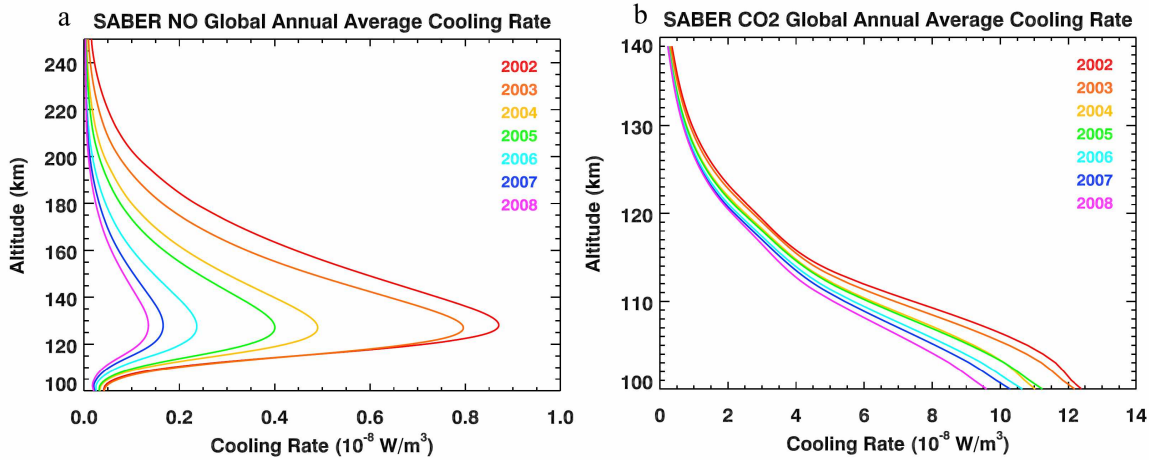 a
SABER NO Global Annual Average Cooling Rate
Altitude (km)
240
220
200
180
160
140
120
100
2002
2003
2004
2005
2006
2007
2008
0.0 0.2 0.4 0.6 0.8 1.0
Cooling Rate (10⁻⁸ W/m³)
b
SABER CO2 Global Annual Average Cooling Rate
Altitude (km)
140
130
120
110
100
2002
2003
2004
2005
2006
2007
2008
0 2 4 6 8 10 12 14
Cooling Rate (10⁻⁸ W/m³)